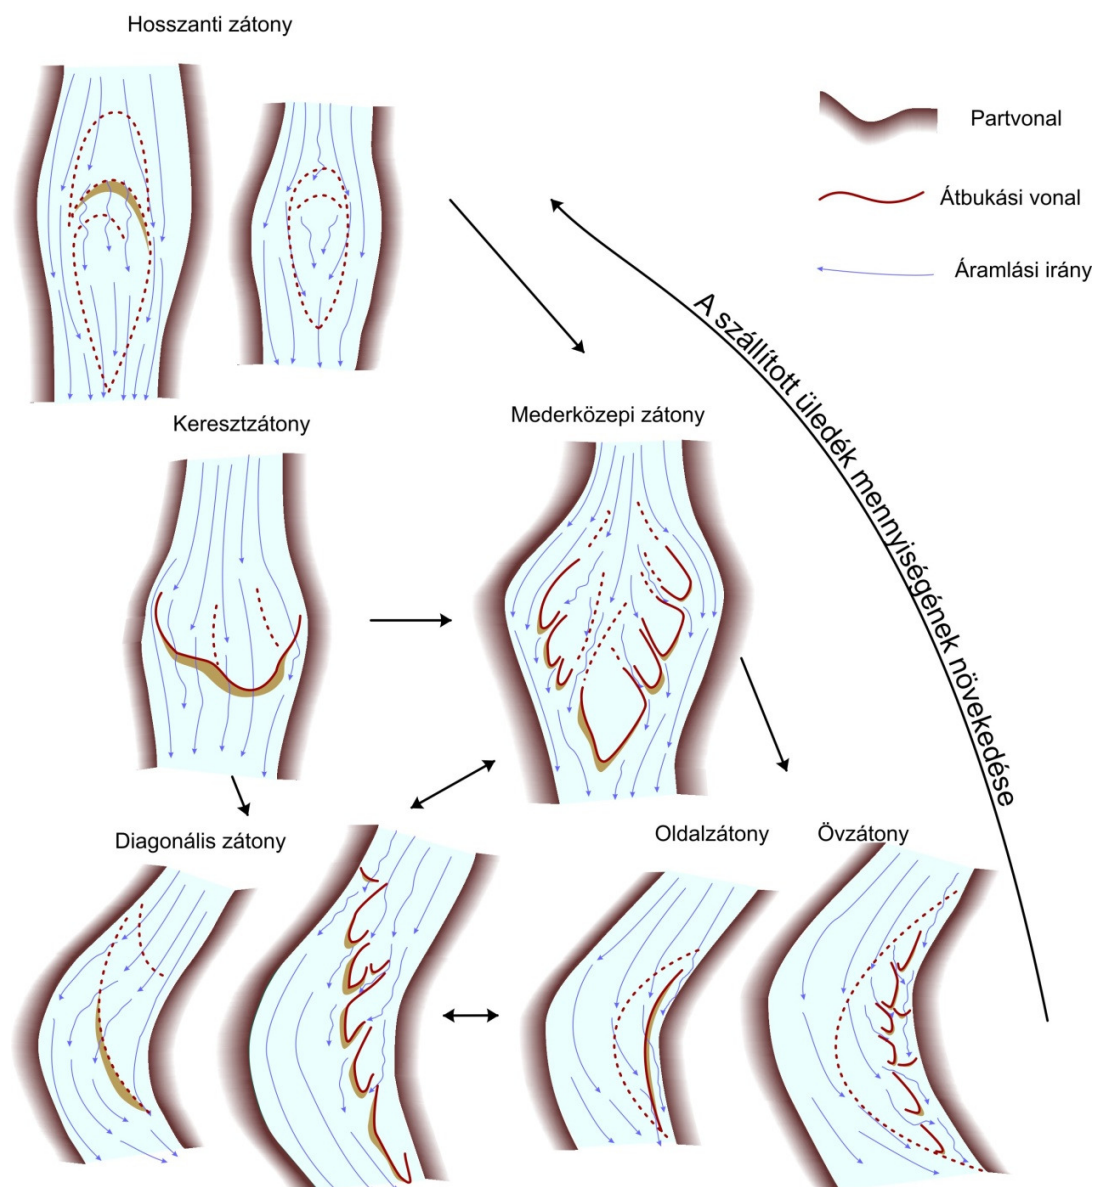 Hosszanti zátony
Partvonal
Átbukási vonal
Áramlási irány
A szállított üledék mennyiségének növekedése
Keresztzátony
Mederközepi zátony
Diagonális zátony
Oldalzátony
Övzátony